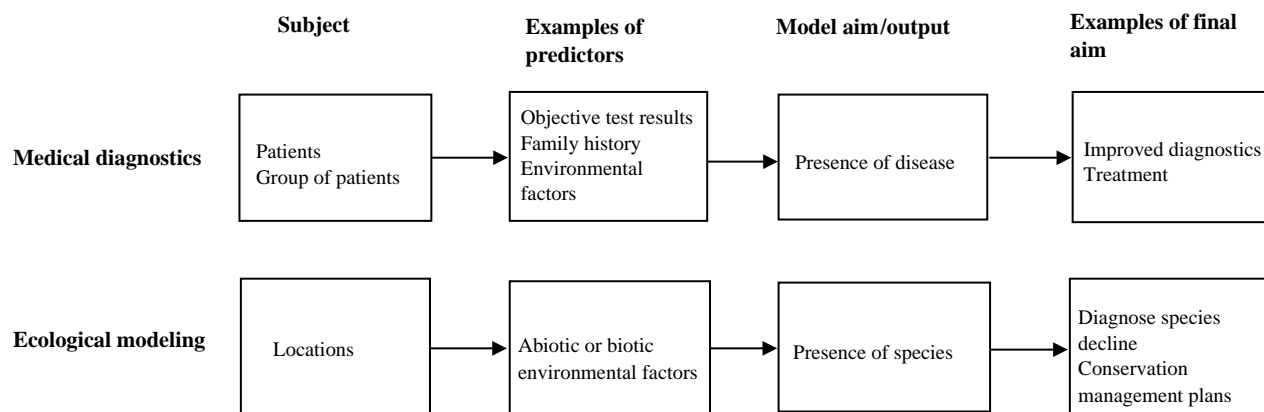 Subject
Examples of
predictors
Model aim/output
Examples of final
aim
Medical diagnostics
Patients
Group of patients
Objective test results
Family history
Environmental
factors
Presence of disease
Improved diagnostics
Treatment
Ecological modeling
Locations
Abiotic or biotic
environmental factors
Presence of species
Diagnose species
decline
Conservation
management plans